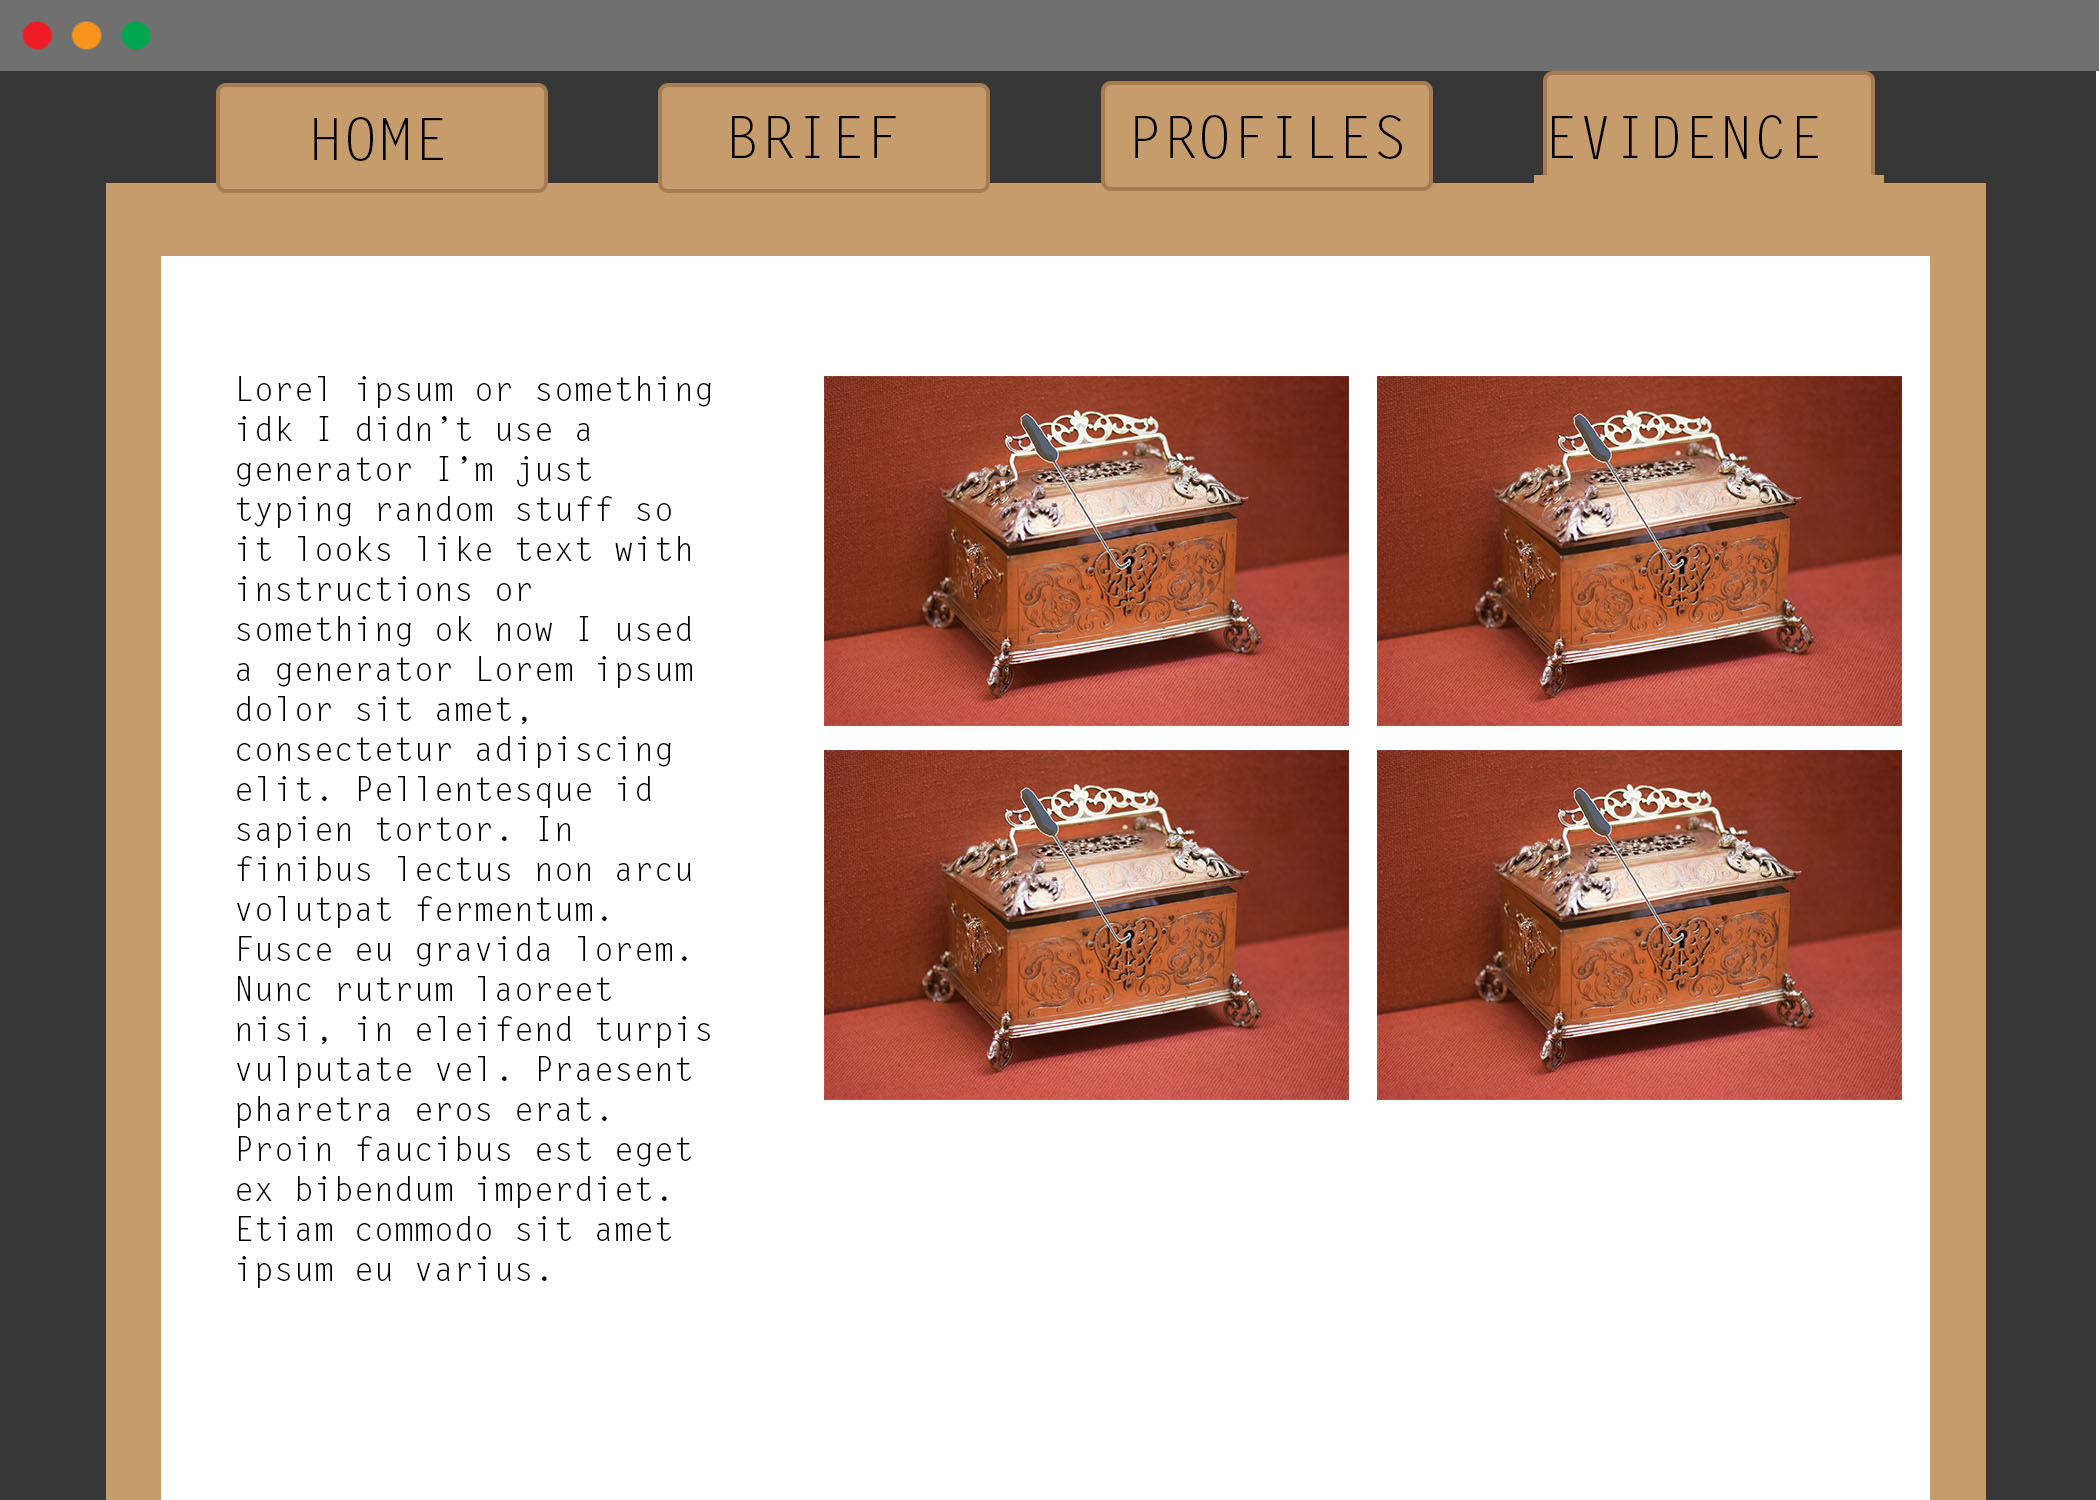 HOME
BRIEF
PROFILES
EVIDENCE
Lorel ipsum or something
idk I didn’t use a
generator I’m just
typing random stuff so
it looks like text with
instructions or
something ok now I used
a generator Lorem ipsum
dolor sit amet,
consectetur adipiscing
elit. Pellentesque id
sapien tortor. In
finibus lectus non arcu
volutpat fermentum.
Fusce eu gravida lorem.
Nunc rutrum laoreet
nisi, in eleifend turpis
vulputate vel. Praesent
pharetra eros erat.
Proin faucibus est eget
ex bibendum imperdiet.
Etiam commodo sit amet
ipsum eu varius.